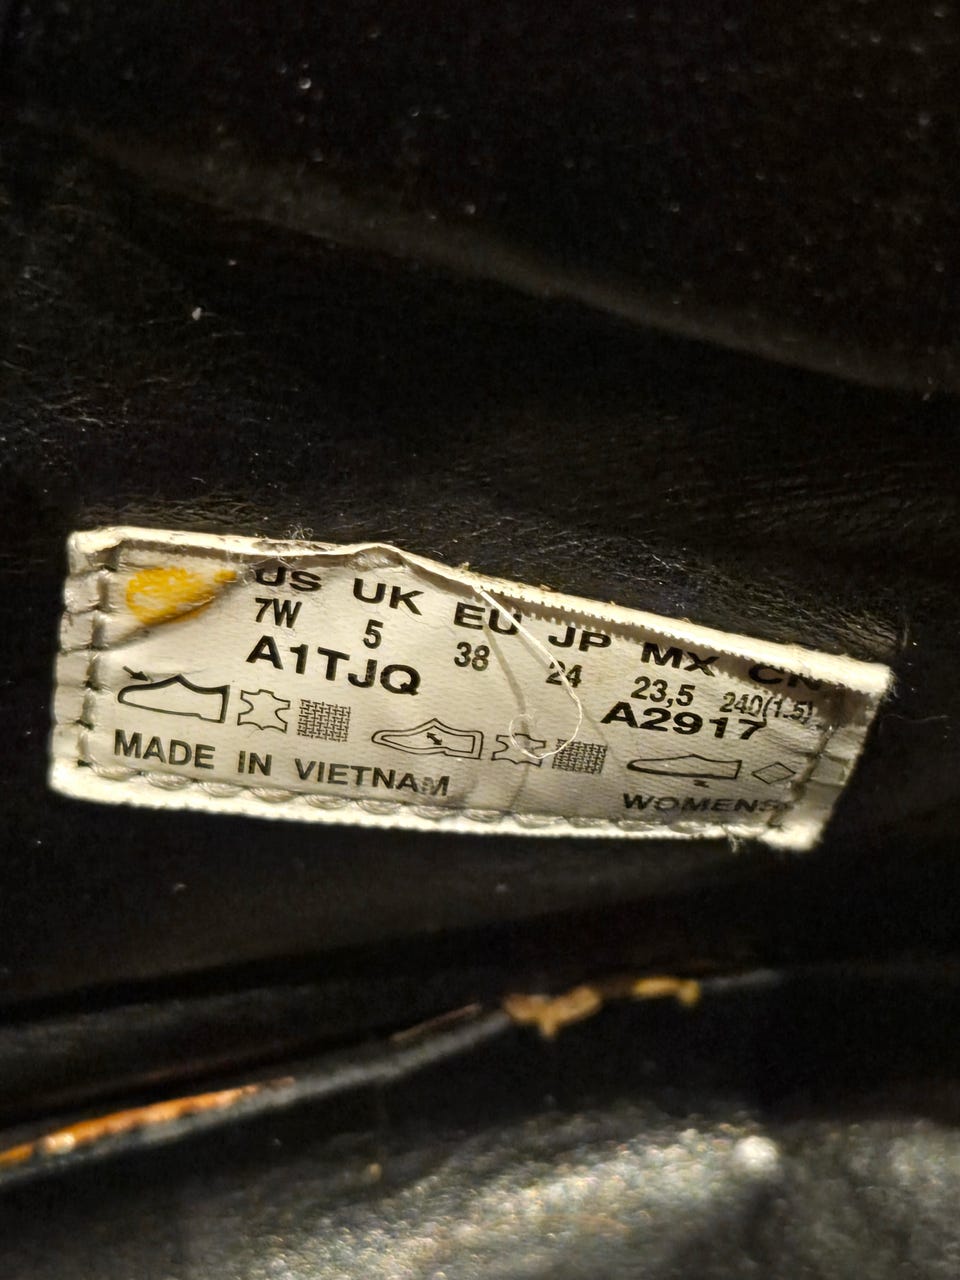 US UK EU JP MX CN
7W 5 38 24 23,5 240(1.5)
A1TJQ A2917
MADE IN VIETNAM WOMENS